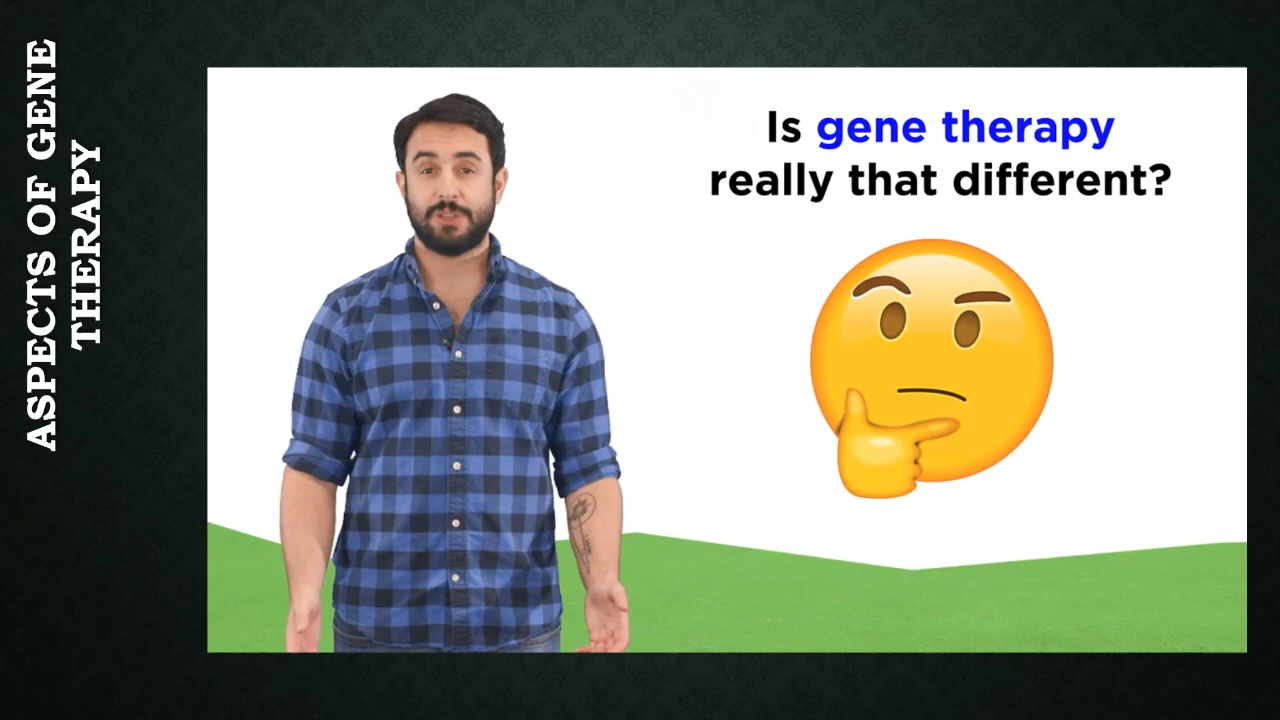 ASPECTS OF GENE
THERAPY
Is gene therapy
really that different?